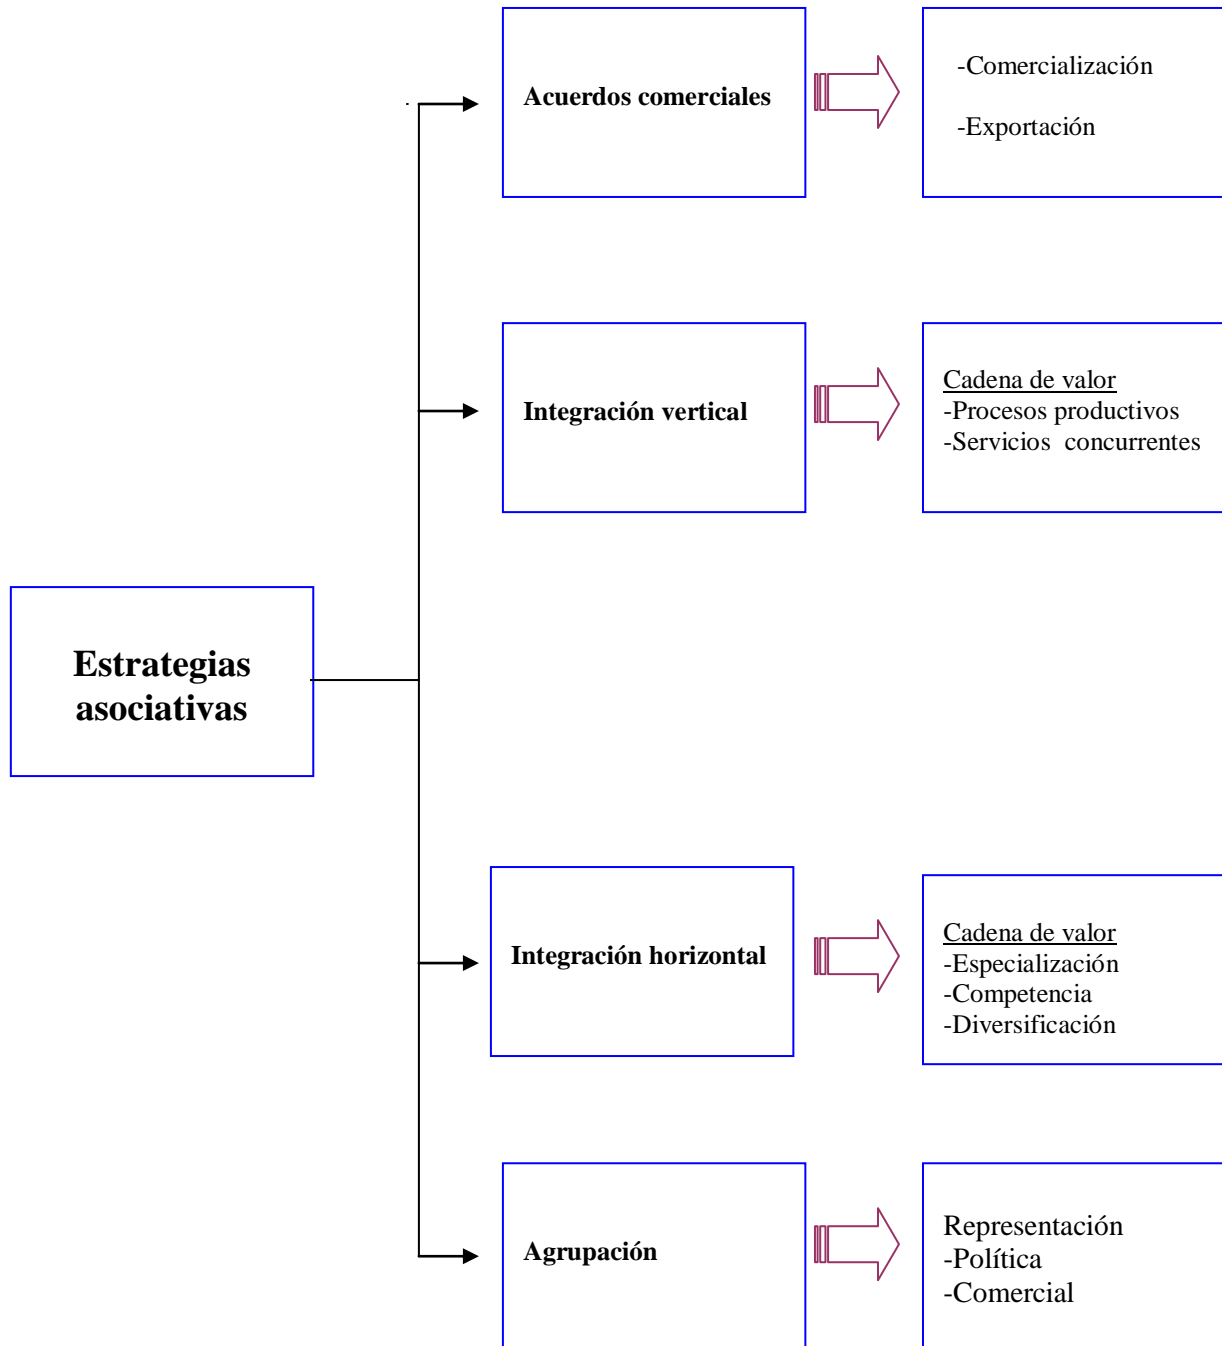 Acuerdos comerciales
-Comercialización
-Exportación
Integración vertical
Cadena de valor
-Procesos productivos
-Servicios  concurrentes
Estrategias
asociativas
Integración horizontal
Cadena de valor
-Especialización
-Competencia
-Diversificación
Agrupación
Representación
-Política
-Comercial